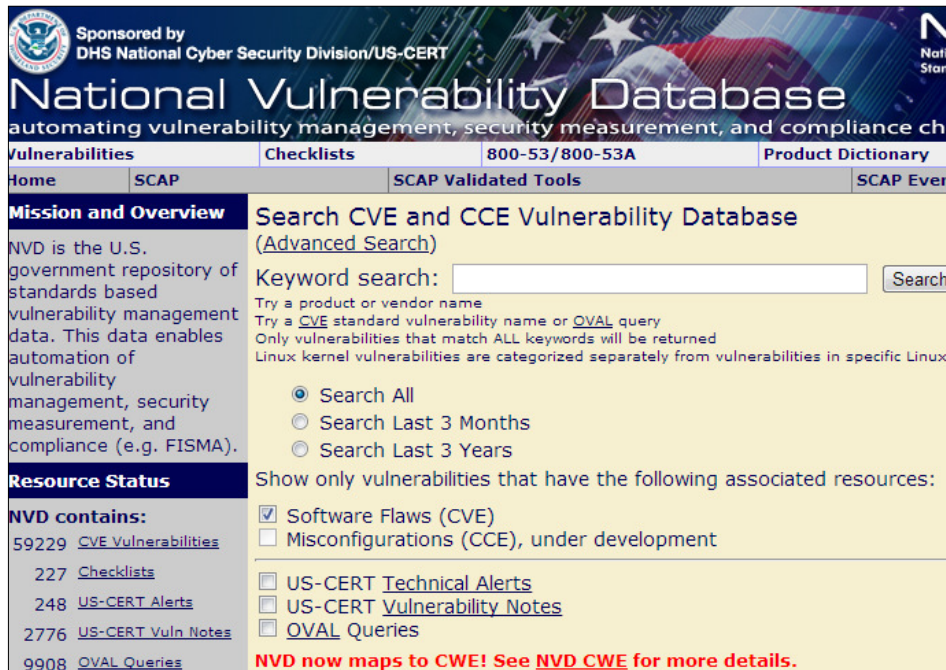 Sponsored by
DHS National Cyber Security Division/US-CERT
National Vulnerability Database
automating vulnerability management, security measurement, and compliance ch
Vulnerabilities Checklists 800-53/800-53A Product Dictionary
Home SCAP SCAP Validated Tools SCAP Even
Mission and Overview
NVD is the U.S.
government repository of
standards based
vulnerability management
data. This data enables
automation of
vulnerability
management, security
measurement, and
compliance (e.g. FISMA).
Resource Status
NVD contains:
59229 CVE Vulnerabilities
227 Checklists
248 US-CERT Alerts
2776 US-CERT Vuln Notes
9908 OVAL Queries
Search CVE and CCE Vulnerability Database
(Advanced Search)
Keyword search: Search
Try a product or vendor name
Try a CVE standard vulnerability name or OVAL query
Only vulnerabilities that match ALL keywords will be returned
Linux kernel vulnerabilities are categorized separately from vulnerabilities in specific Linux
Search All
Search Last 3 Months
Search Last 3 Years
Show only vulnerabilities that have the following associated resources:
Software Flaws (CVE)
Misconfigurations (CCE), under development
US-CERT Technical Alerts
US-CERT Vulnerability Notes
OVAL Queries
NVD now maps to CWE! See NVD CWE for more details.